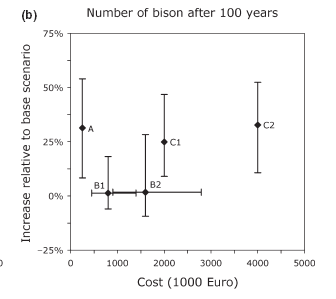 (b) Number of bison after 100 years
Increase relative to base scenario
75%
50%
25%
0%
−25%
A
B1
B2
C1
C2
0
0 1000 2000 3000 4000 5000
Cost (1000 Euro)